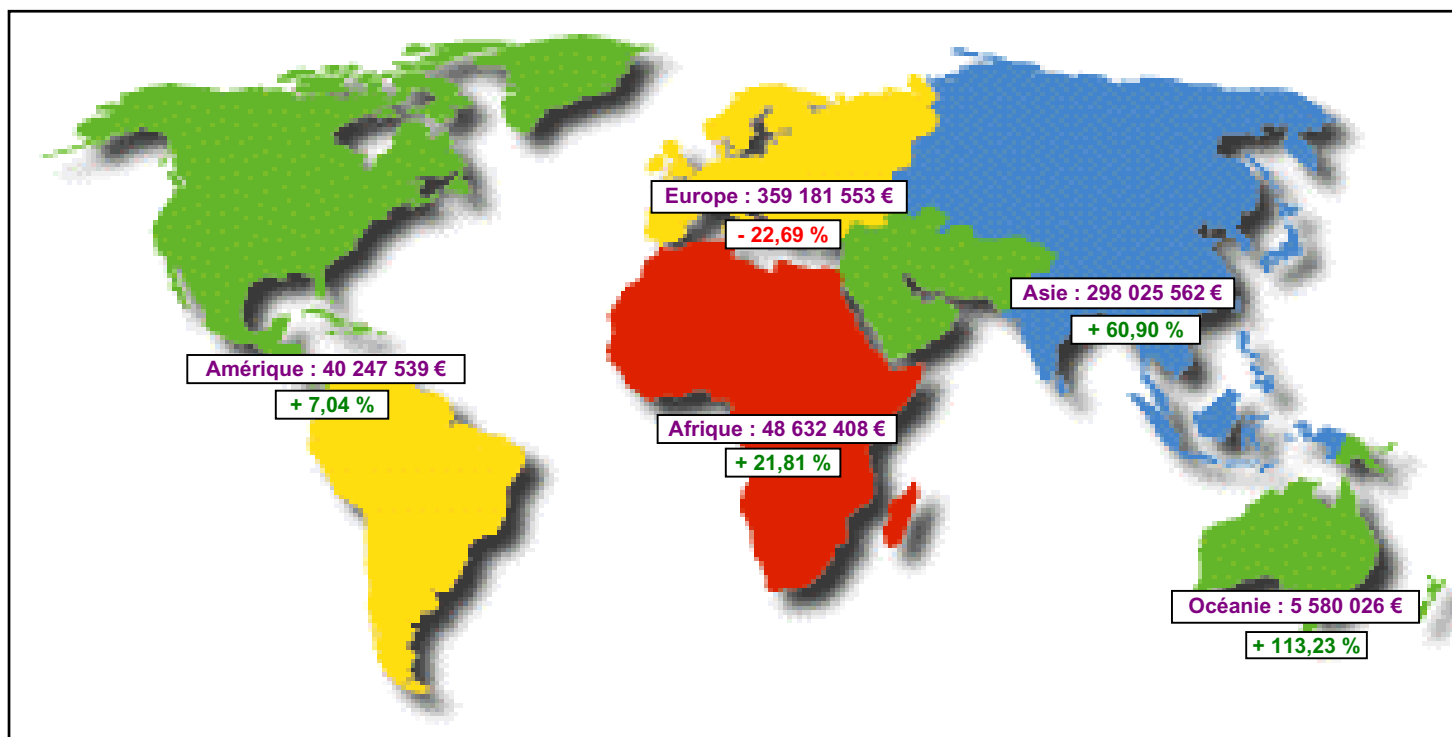 Europe : 359 181 553 €
- 22,69 %
Asie : 298 025 562 €
+ 60,90 %
Amérique : 40 247 539 €
+ 7,04 %
Afrique : 48 632 408 €
+ 21,81 %
Océanie : 5 580 026 €
+ 113,23 %